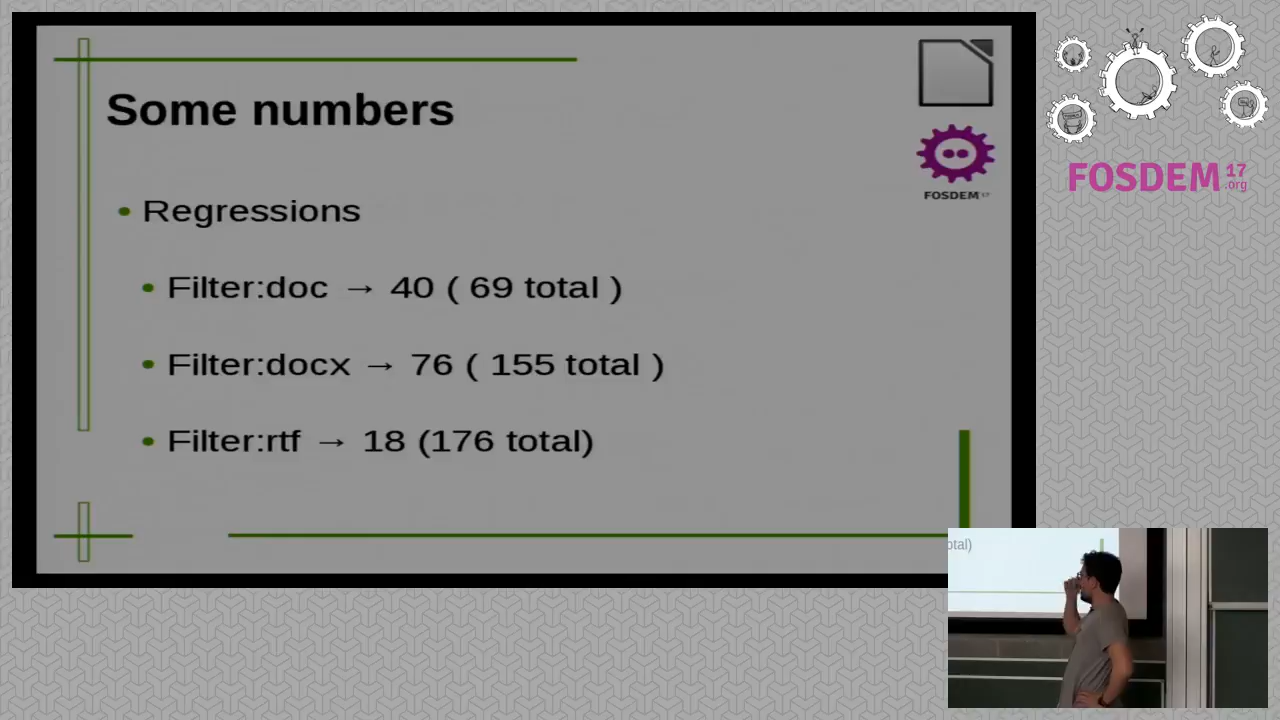 Some numbers
FOSDEM 17
• Regressions
• Filter:doc → 40 ( 69 total )
• Filter:docx → 76 ( 155 total )
• Filter:rtf → 18 (176 total)
FOSDEM 17
.org
otal)